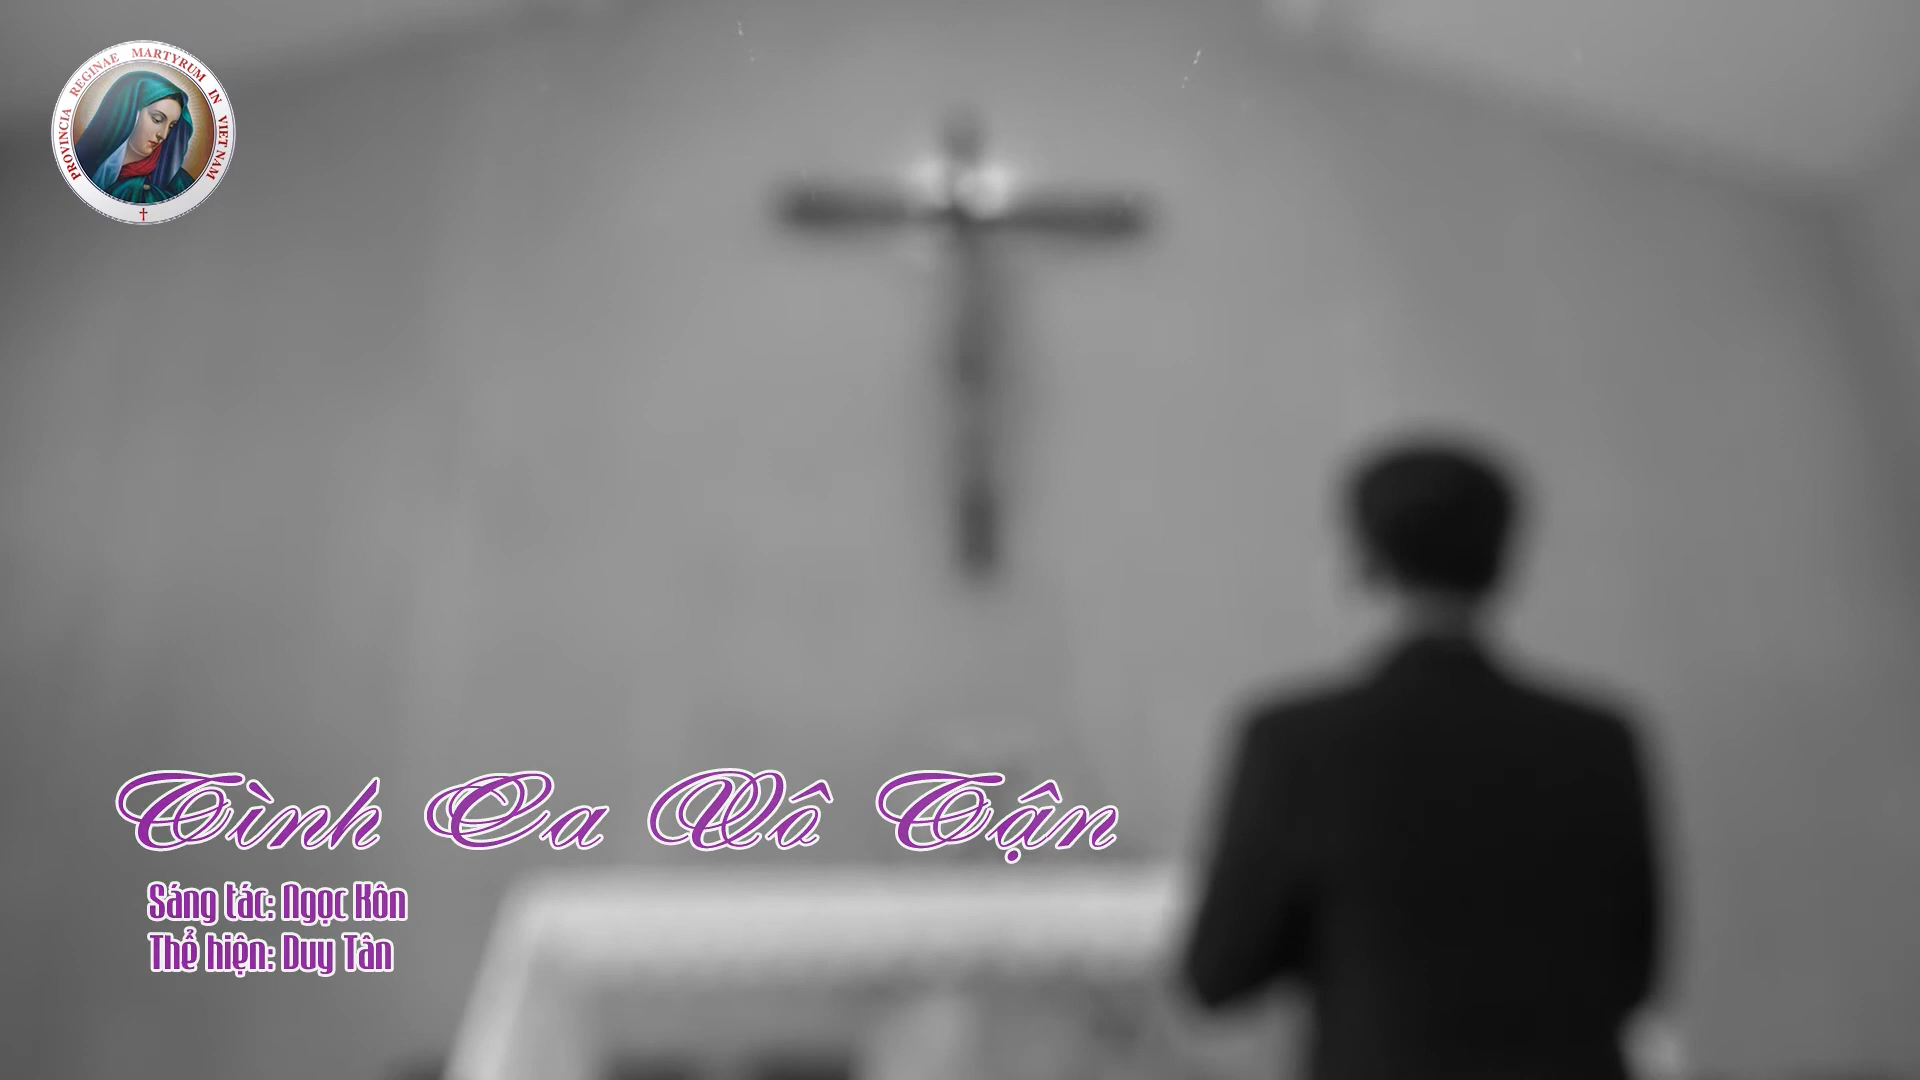 PROVINCIA REGINAE MARTYRUM IN VIET NAM
Tình Ca Vô Tận
Sáng tác: Ngọc Kôn
Thể hiện: Duy Tân